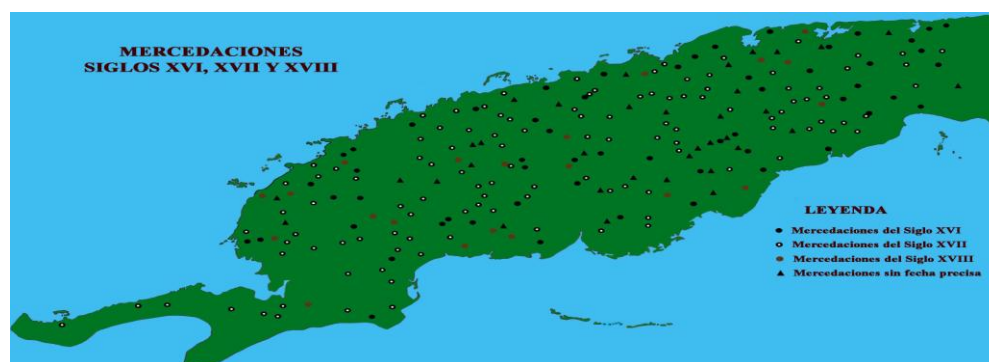 MERCEDACIONES
SIGLOS XVI, XVII Y XVIII
LEYENDA
Mercedaciones del Siglo XVI
Mercedaciones del Siglo XVII
Mercedaciones del Siglo XVIII
Mercedaciones sin fecha precisa